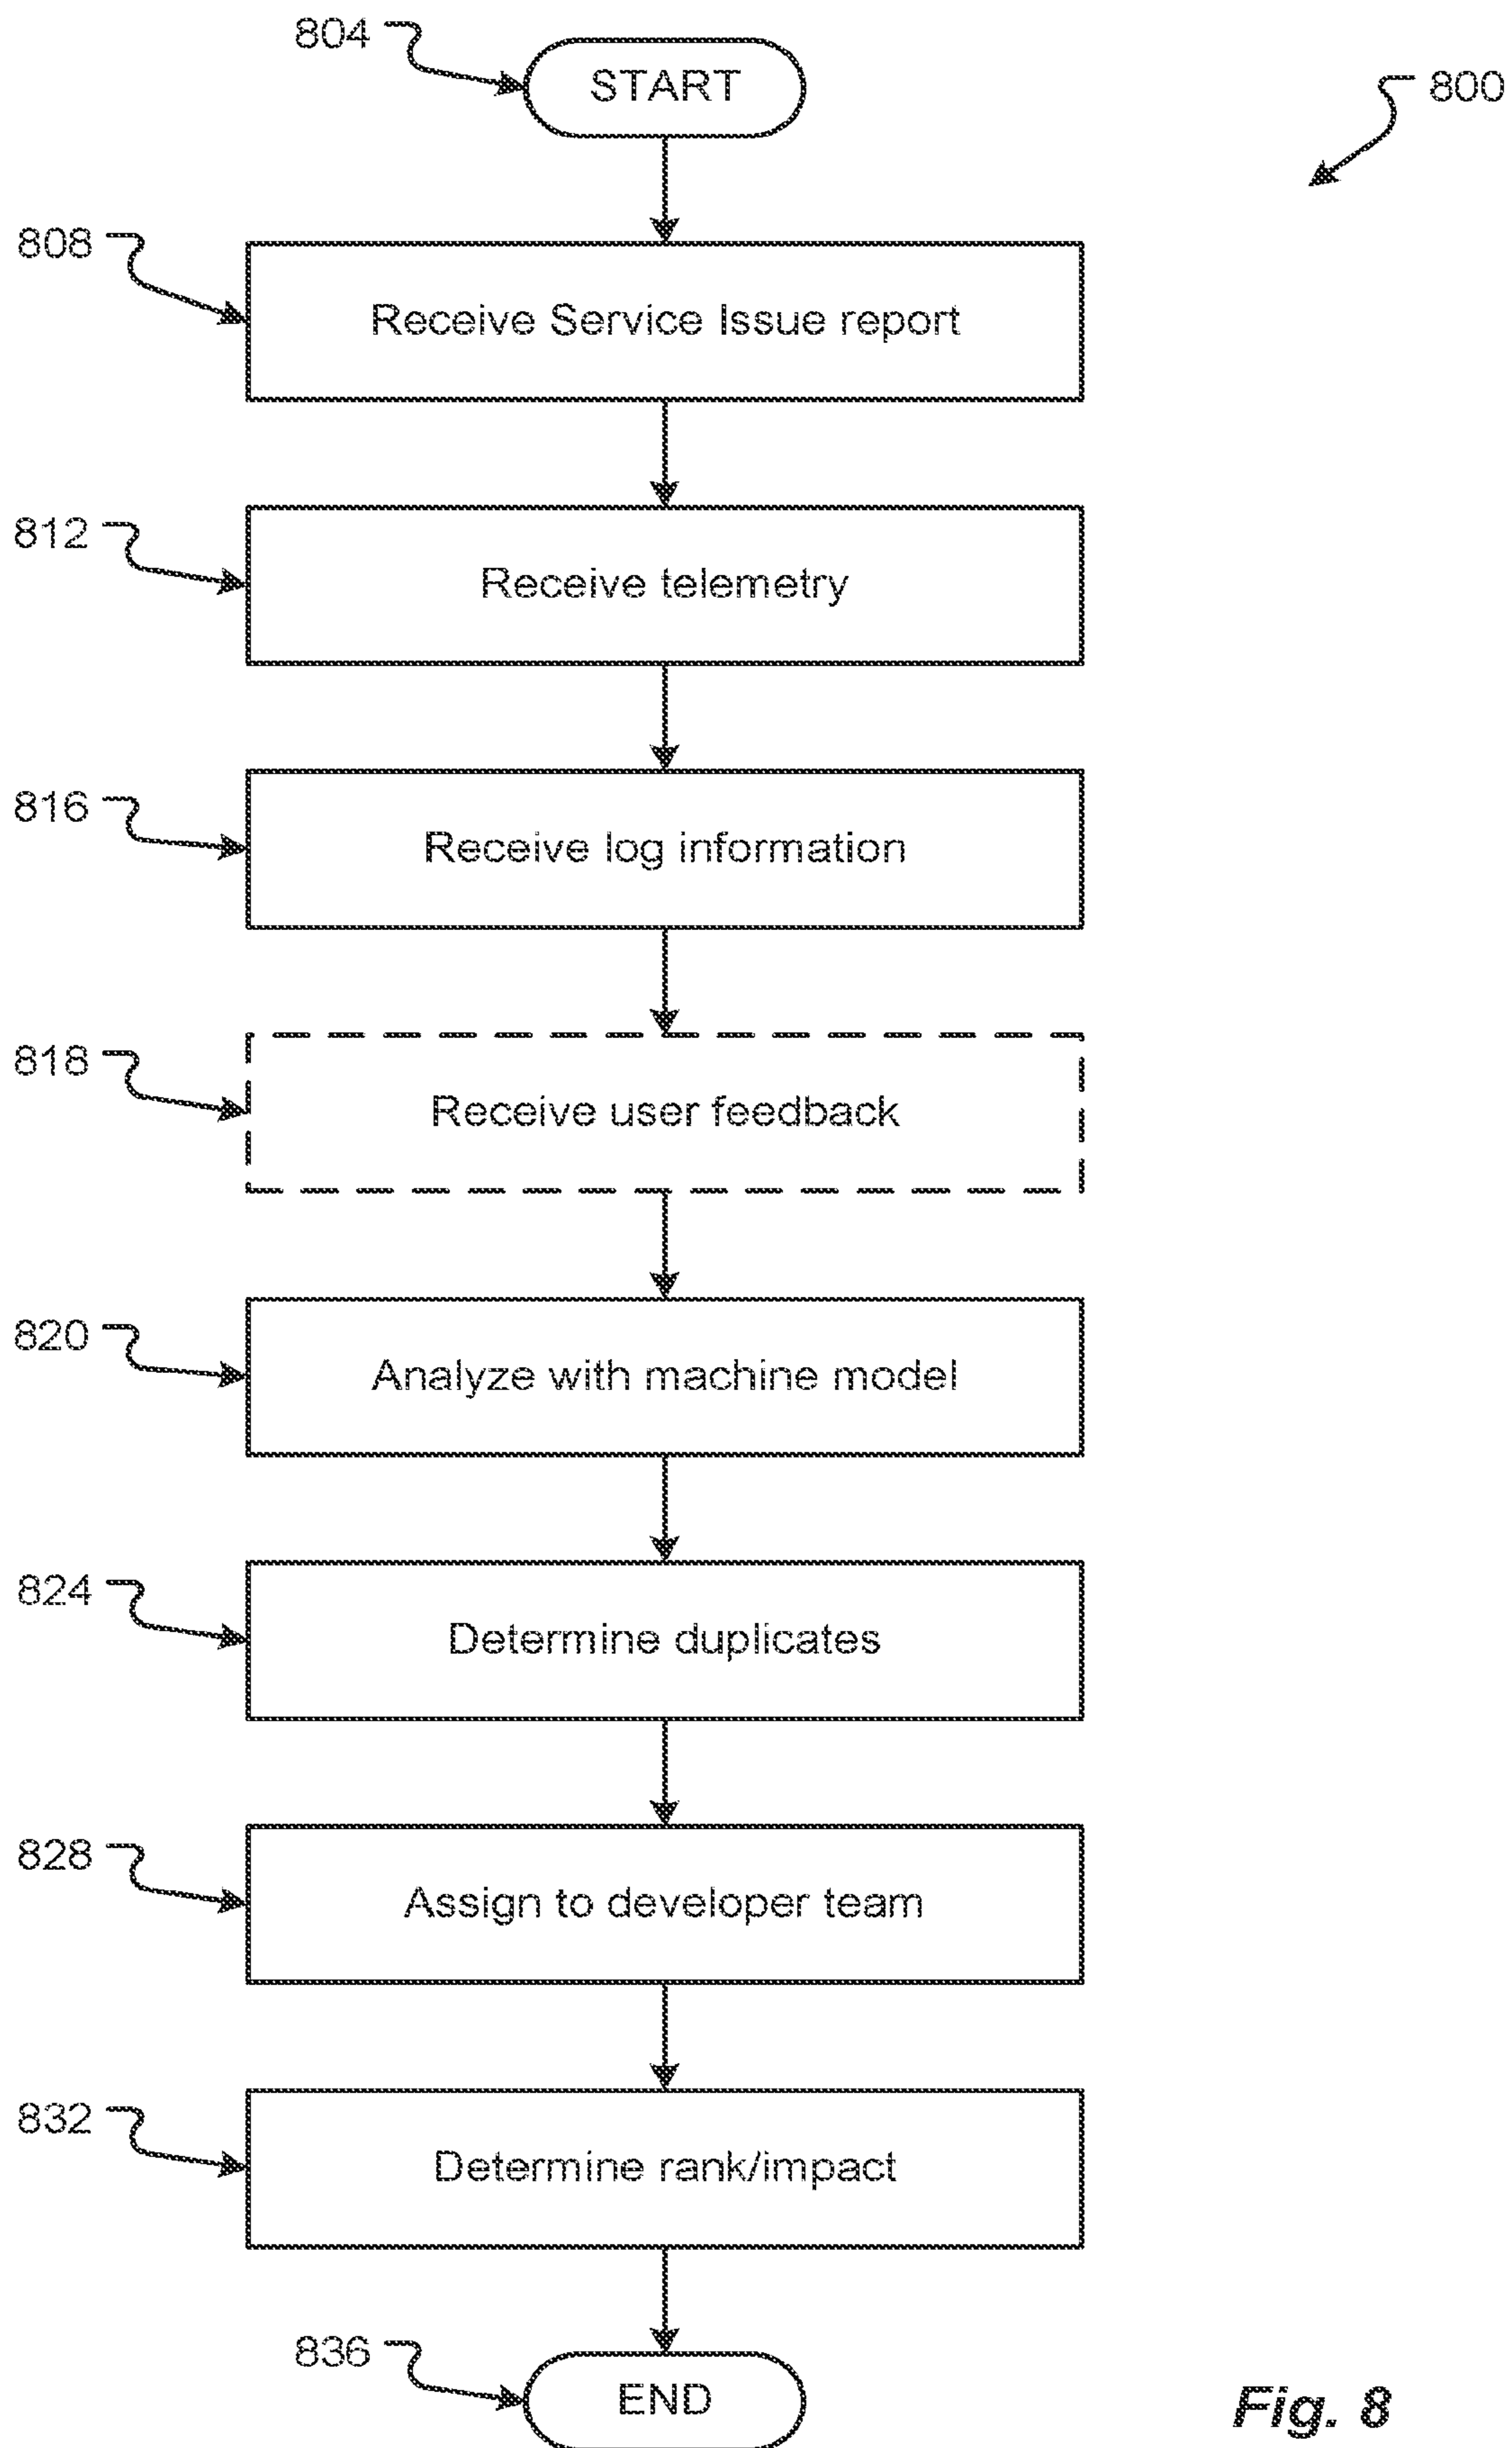 804
START
800
808
Receive Service Issue report
812
Receive telemetry
816
Receive log information
818
Receive user feedback
820
Analyze with machine model
824
Determine duplicates
828
Assign to developer team
832
Determine rank/impact
836
END
Fig. 8